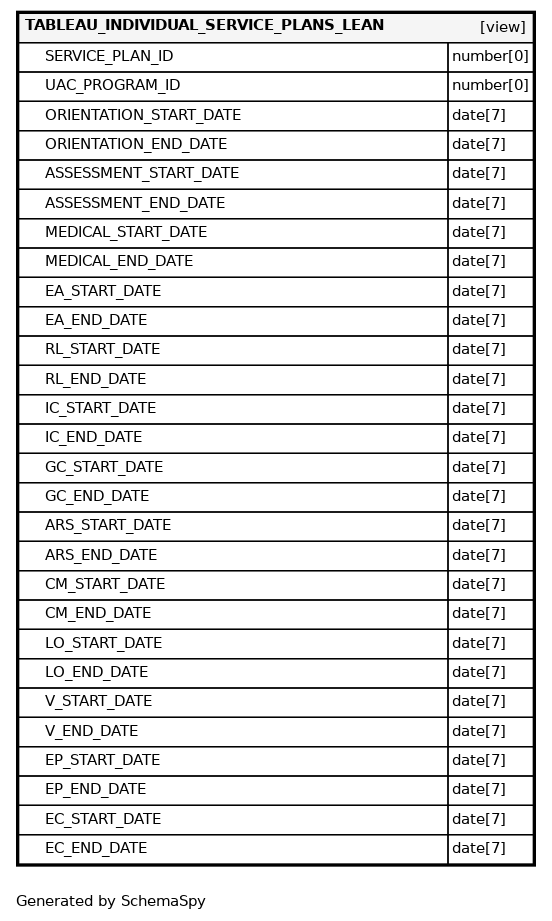 TABLEAU_INDIVIDUAL_SERVICE_PLANS_LEAN [view]
SERVICE_PLAN_ID number[0]
UAC_PROGRAM_ID number[0]
ORIENTATION_START_DATE date[7]
ORIENTATION_END_DATE date[7]
ASSESSMENT_START_DATE date[7]
ASSESSMENT_END_DATE date[7]
MEDICAL_START_DATE date[7]
MEDICAL_END_DATE date[7]
EA_START_DATE date[7]
EA_END_DATE date[7]
RL_START_DATE date[7]
RL_END_DATE date[7]
IC_START_DATE date[7]
IC_END_DATE date[7]
GC_START_DATE date[7]
GC_END_DATE date[7]
ARS_START_DATE date[7]
ARS_END_DATE date[7]
CM_START_DATE date[7]
CM_END_DATE date[7]
LO_START_DATE date[7]
LO_END_DATE date[7]
V_START_DATE date[7]
V_END_DATE date[7]
EP_START_DATE date[7]
EP_END_DATE date[7]
EC_START_DATE date[7]
EC_END_DATE date[7]
Generated by SchemaSpy